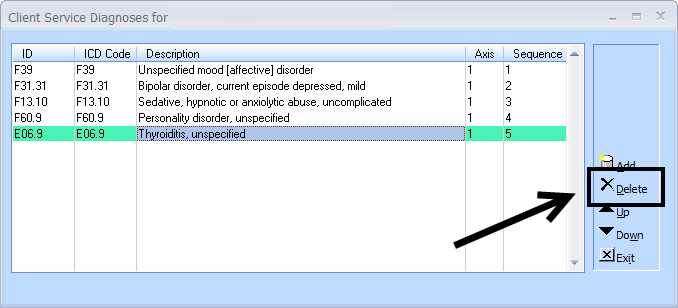 Client Service Diagnoses for
ID ICD Code Description Axis Sequence
F39 F39 Unspecified mood [affective] disorder 1 1
F31.31 F31.31 Bipolar disorder, current episode depressed, mild 1 2
F13.10 F13.10 Sedative, hypnotic or anxiolytic abuse, uncomplicated 1 3
F60.9 F60.9 Personality disorder, unspecified 1 4
E06.9 E06.9 Thyroiditis, unspecified 1 5
Add
Delete
Up
Down
Exit